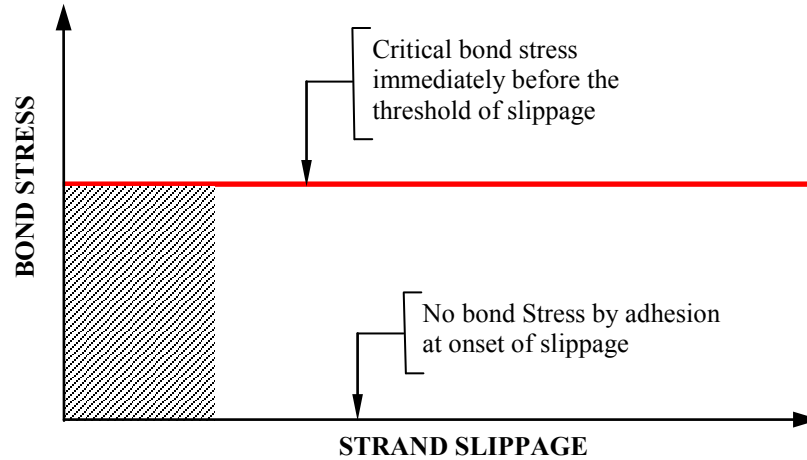 Critical bond stress
immediately before the
threshold of slippage
BOND STRESS
No bond Stress by adhesion
at onset of slippage
STRAND SLIPPAGE